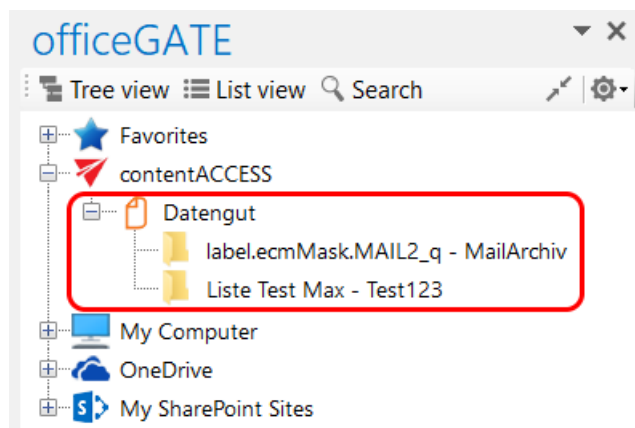 officeGATE
Tree view List view Search
Favorites
contentACCESS
Datengut
label.ecmMask.MAIL2_q - MailArchiv
Liste Test Max - Test123
My Computer
OneDrive
My SharePoint Sites